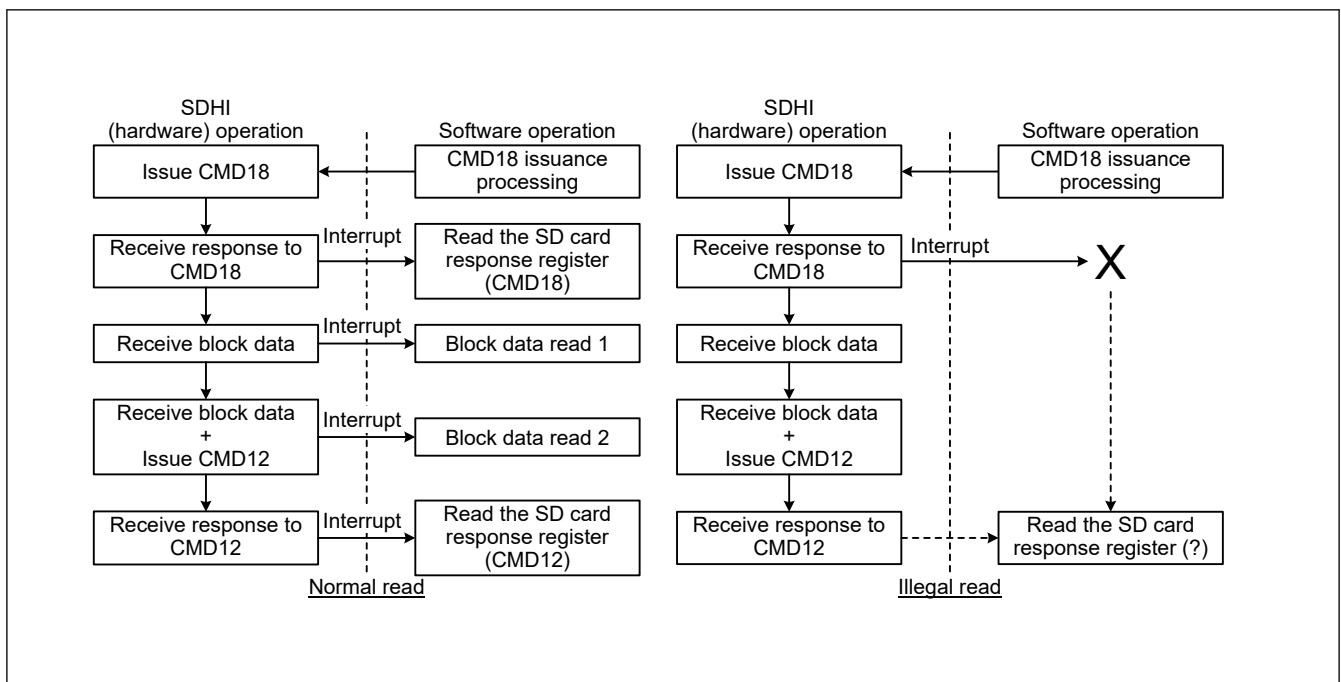 SDHI
(hardware) operation
Software operation
Issue CMD18
CMD18 issuance
processing
Receive response to
CMD18
Interrupt
Read the SD card
response register
(CMD18)
Receive block data
Interrupt
Block data read 1
Receive block data
+
Issue CMD12
Interrupt
Block data read 2
Receive response to
CMD12
Interrupt
Read the SD card
response register
(CMD12)
Normal read
SDHI
(hardware) operation
Software operation
Issue CMD18
CMD18 issuance
processing
Receive response to
CMD18
Interrupt
X
Receive block data
Receive block data
+
Issue CMD12
Receive response to
CMD12
Read the SD card
response register (?)
Illegal read